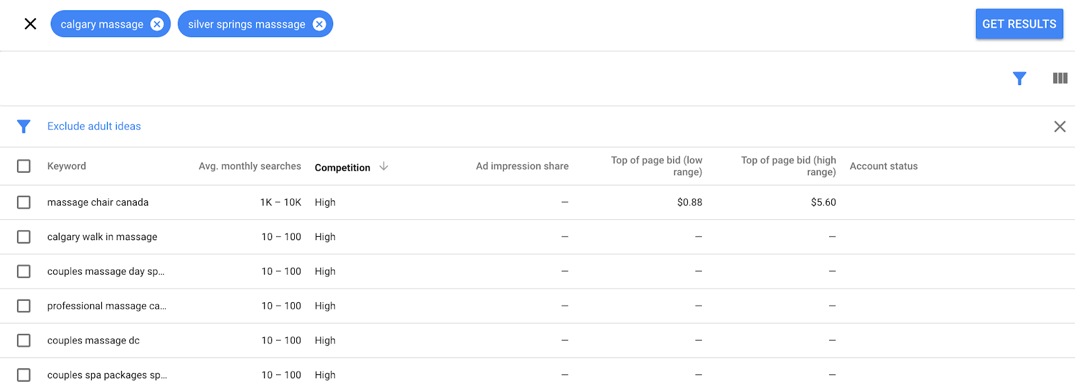 calgary massage silver springs masssage GET RESULTS
Exclude adult ideas
Keyword Avg. monthly searches Competition Ad impression share Top of page bid (low range) Top of page bid (high range) Account status
massage chair canada 1K – 10K High — $0.88 $5.60
calgary walk in massage 10 – 100 High — — —
couples massage day sp... 10 – 100 High — — —
professional massage ca... 10 – 100 High — — —
couples massage dc 10 – 100 High — — —
couples spa packages sp... 10 – 100 High — — —